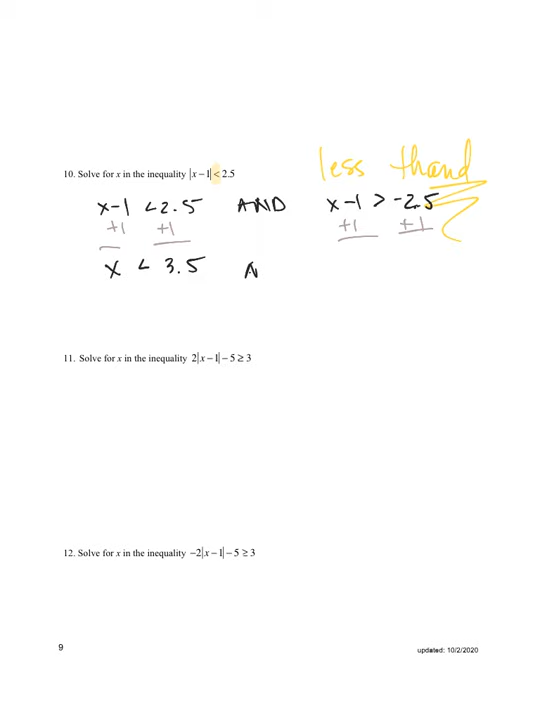 less thand
10. Solve for x in the inequality |x − 1| < 2.5
x-1 < 2.5 AND x-1 > -2.5
+1 +1 +1 +1
x < 3.5 A
11. Solve for x in the inequality 2|x − 1| − 5 ≥ 3
12. Solve for x in the inequality −2|x − 1| − 5 ≥ 3
9
updated: 10/2/2020